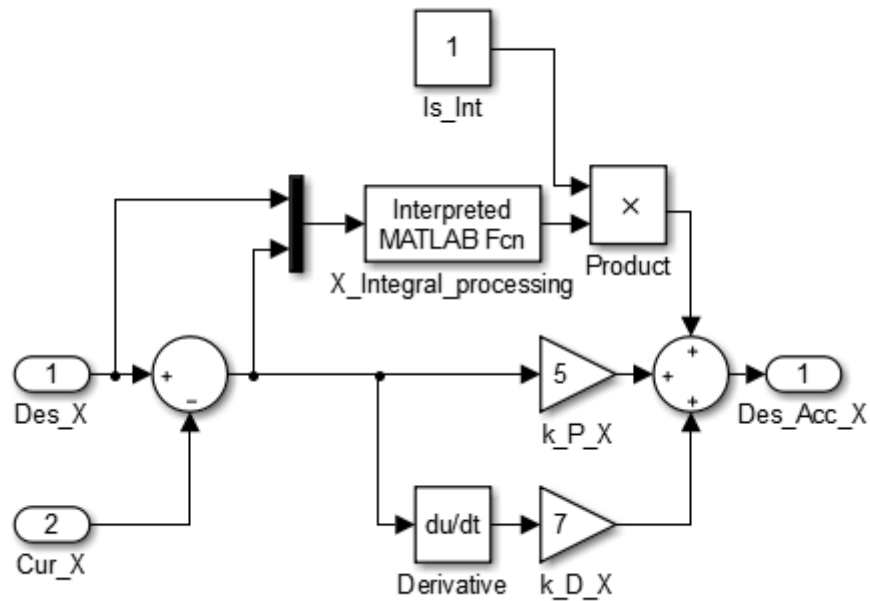 1
Is_Int
Interpreted
MATLAB Fcn
X_Integral_processing
×
Product
1
Des_X
+
−
5
k_P_X
+
+
+
1
Des_Acc_X
2
Cur_X
du/dt
Derivative
7
k_D_X